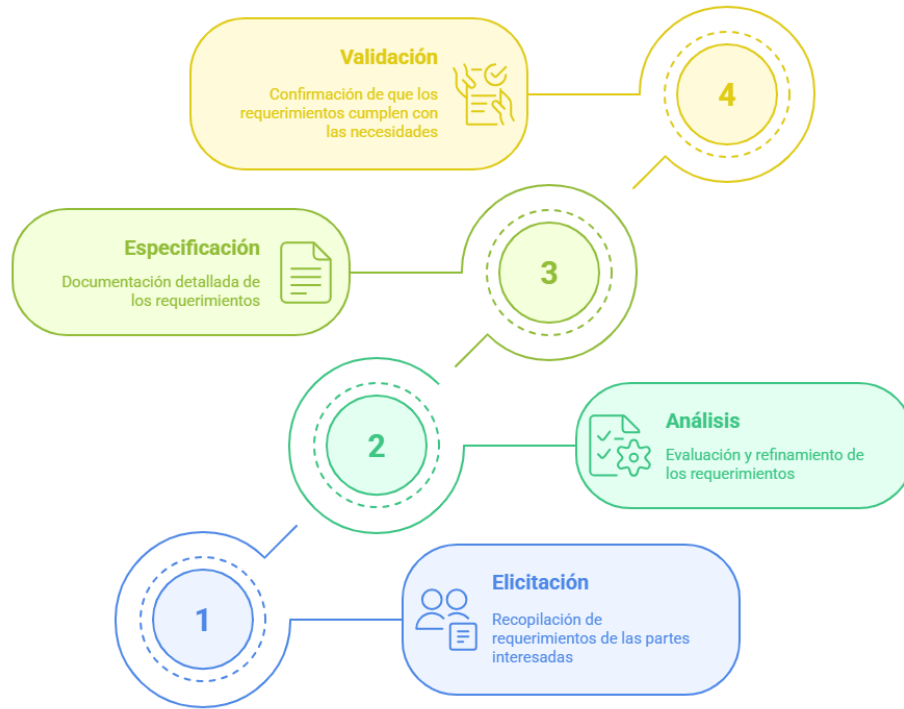 Validación
Confirmación de que los
requerimientos cumplen con
las necesidades
4
Especificación
Documentación detallada de
los requerimientos
3
2
Análisis
Evaluación y refinamiento de
los requerimientos
1
Elicitación
Recopilación de
requerimientos de las partes
interesadas